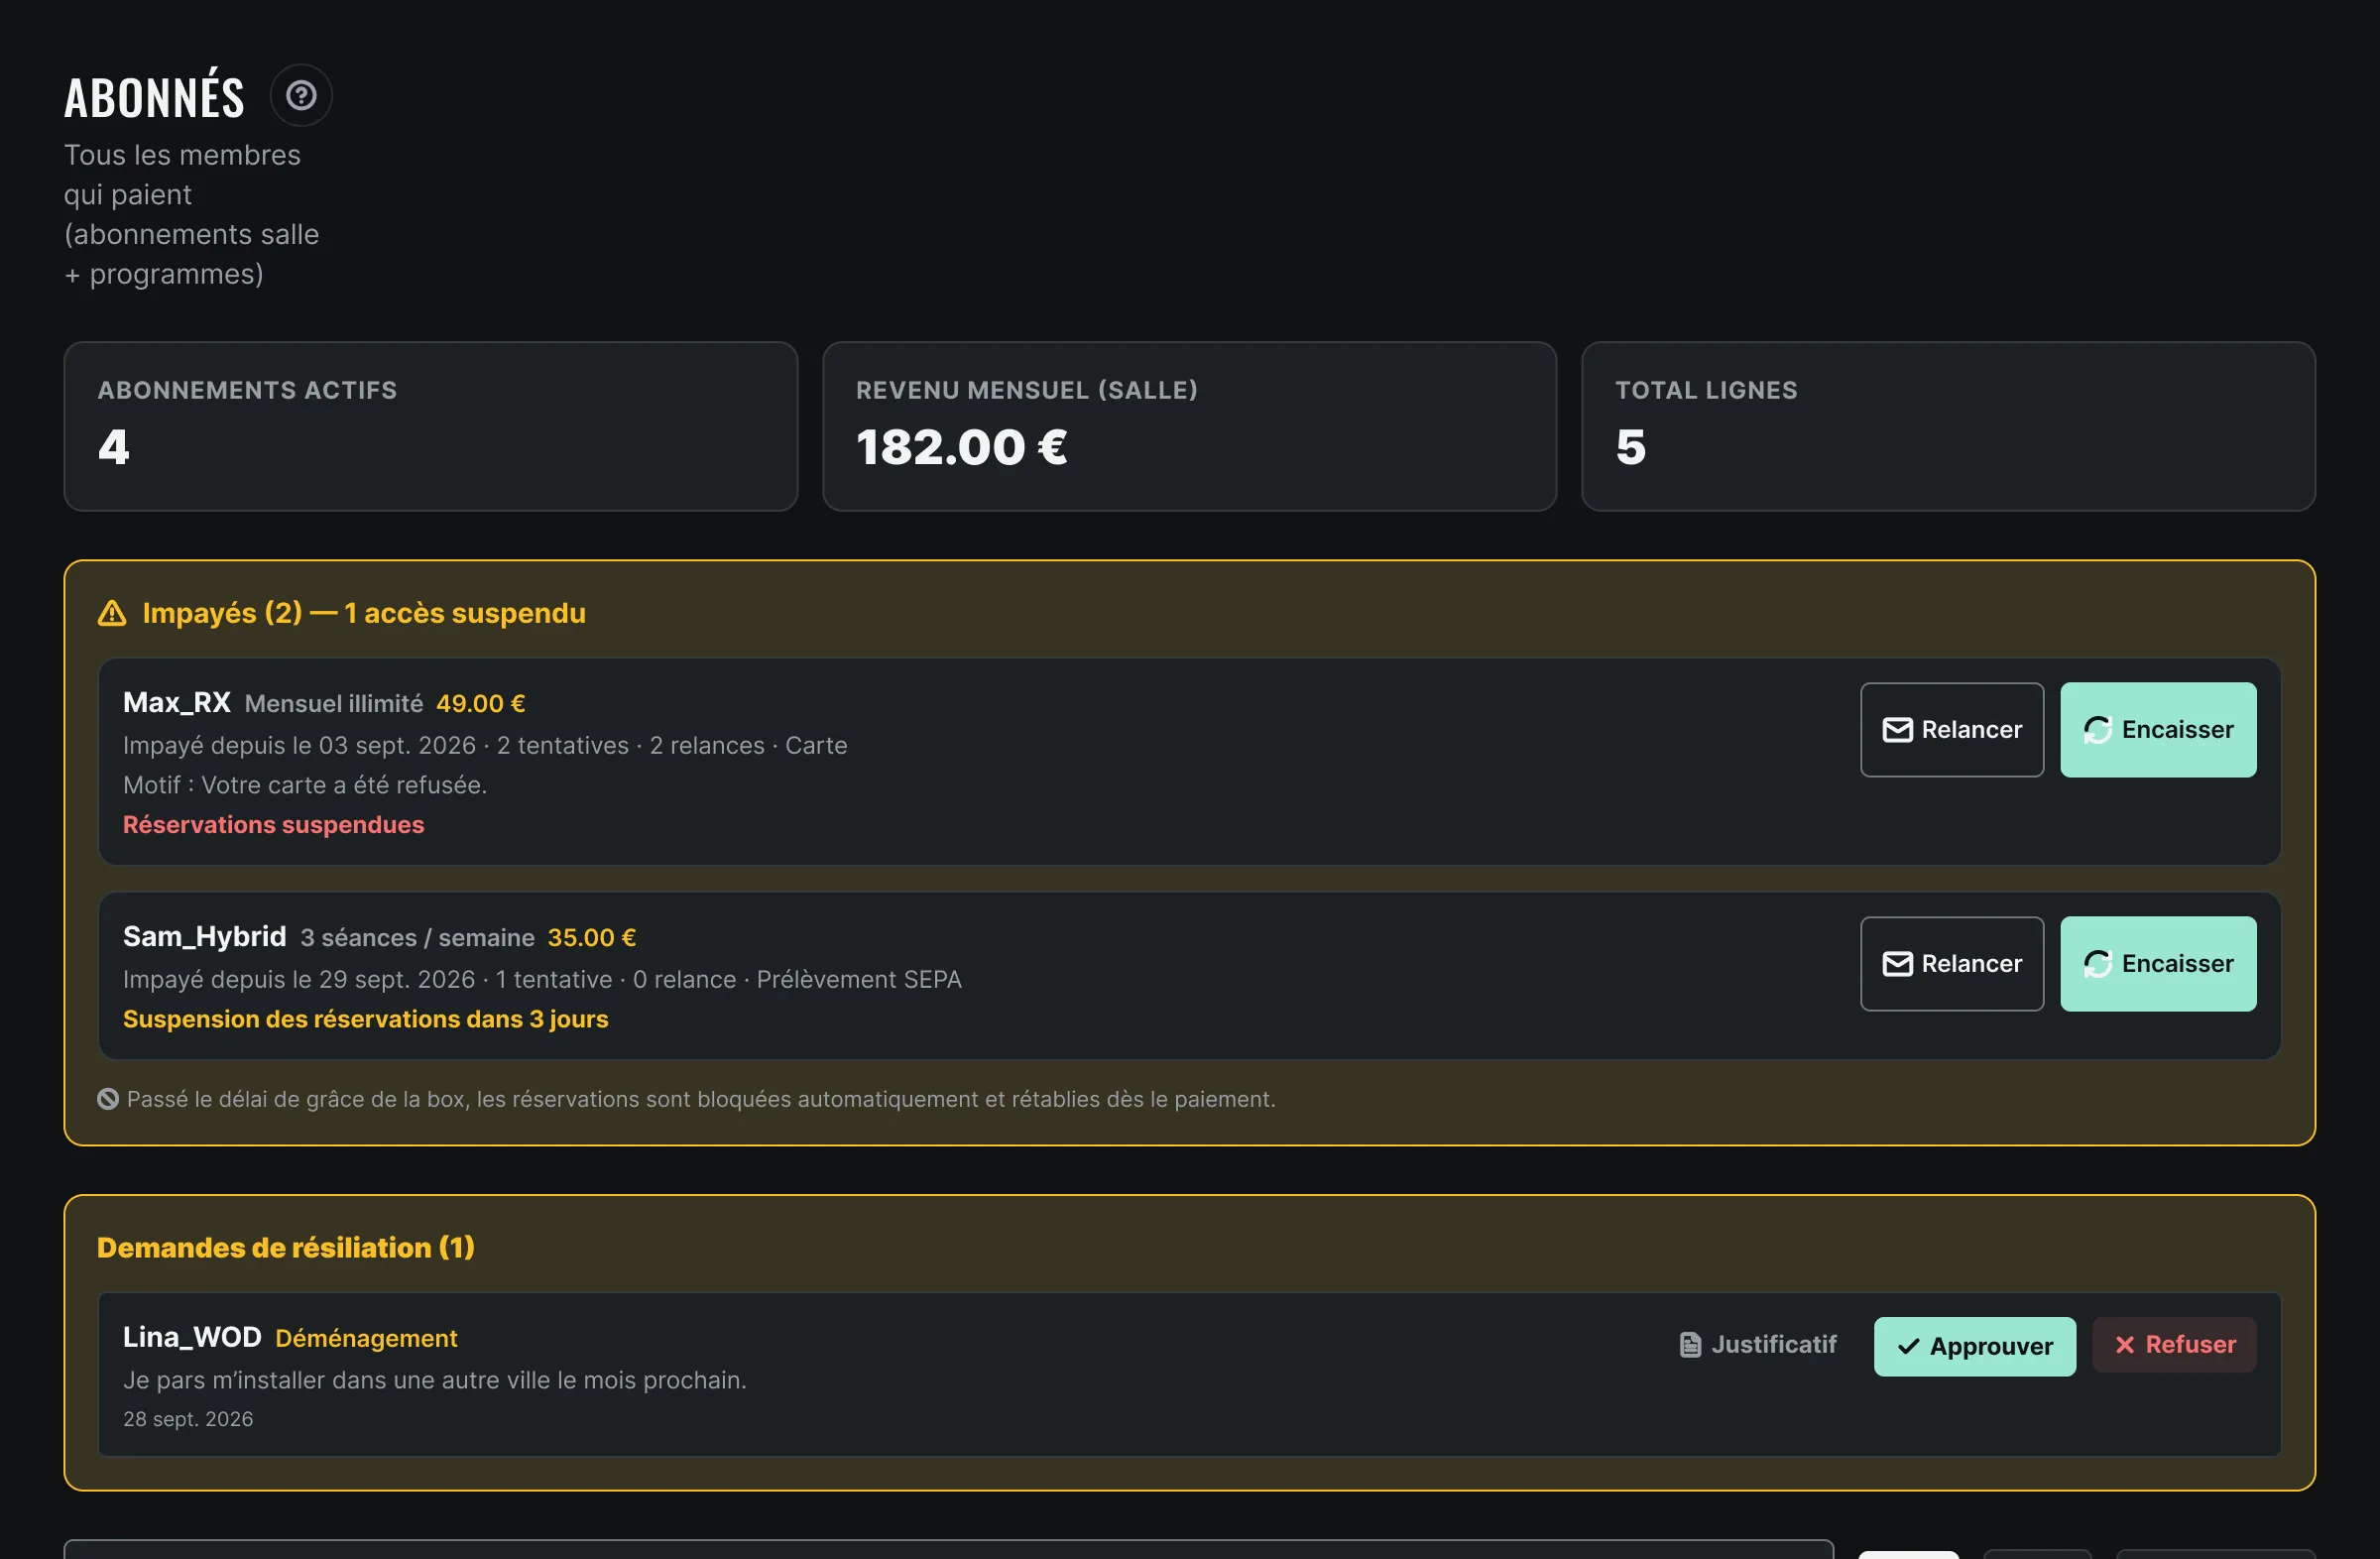 ABONNÉS
Tous les membres
qui paient
(abonnements salle
+ programmes)
ABONNEMENTS ACTIFS
4
REVENU MENSUEL (SALLE)
182.00 €
TOTAL LIGNES
5
Impayés (2) — 1 accès suspendu
Max_RX Mensuel illimité 49.00 €
Impayé depuis le 03 sept. 2026 · 2 tentatives · 2 relances · Carte
Motif : Votre carte a été refusée.
Réservations suspendues
Relancer
Encaisser
Sam_Hybrid 3 séances / semaine 35.00 €
Impayé depuis le 29 sept. 2026 · 1 tentative · 0 relance · Prélèvement SEPA
Suspension des réservations dans 3 jours
Relancer
Encaisser
Passé le délai de grâce de la box, les réservations sont bloquées automatiquement et rétablies dès le paiement.
Demandes de résiliation (1)
Lina_WOD Déménagement
Je pars m’installer dans une autre ville le mois prochain.
28 sept. 2026
Justificatif
Approuver
Refuser